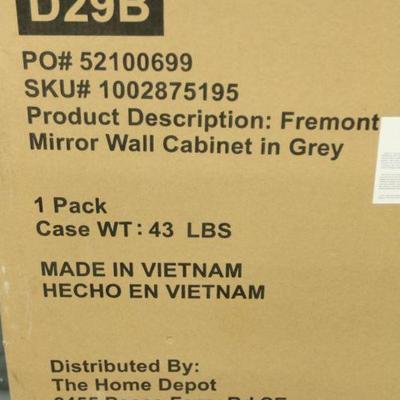 D29B
PO# 52100699
SKU# 1002875195
Product Description: Fremont
Mirror Wall Cabinet in Grey
1 Pack
Case WT: 43 LBS
MADE IN VIETNAM
HECHO EN VIETNAM
Distributed By:
The Home Depot